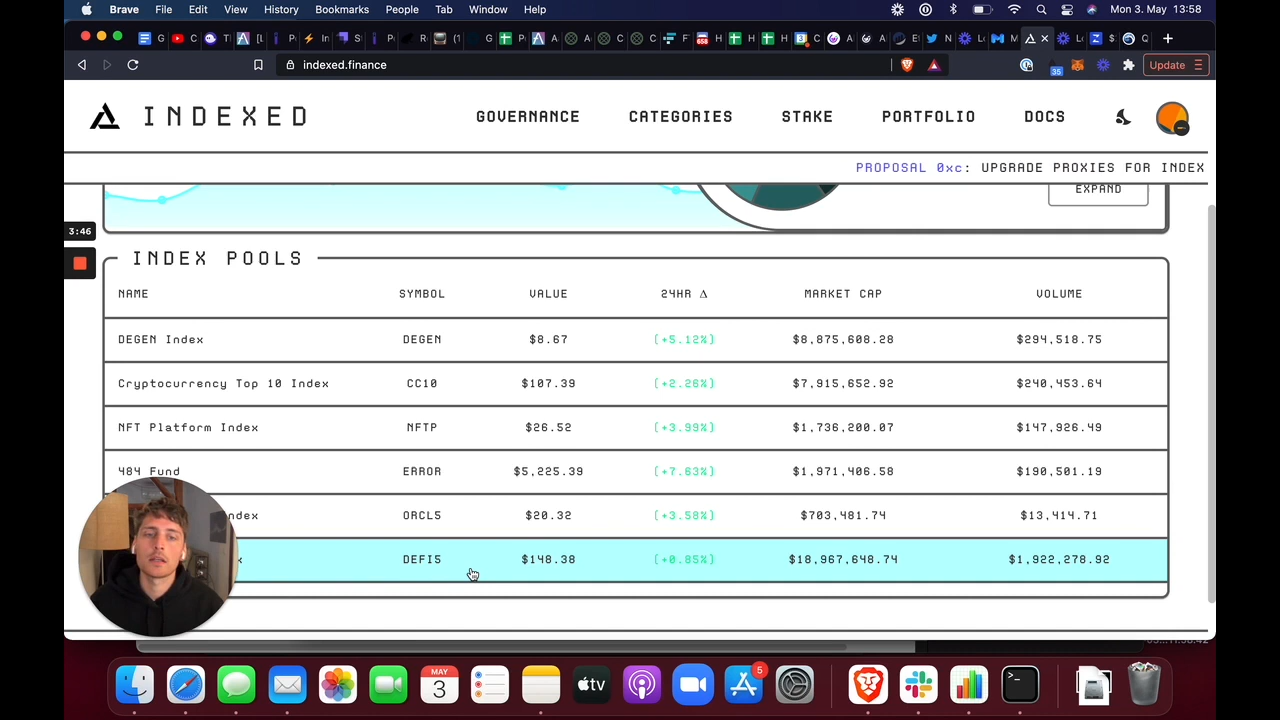 Brave File Edit View History Bookmarks People Tab Window Help Mon 3. May 13:58
indexed.finance 35 Update
INDEXED GOVERNANCE CATEGORIES STAKE PORTFOLIO DOCS
PROPOSAL 0xc: UPGRADE PROXIES FOR INDEX
EXPAND
3:46
INDEX POOLS
NAME SYMBOL VALUE 24HR Δ MARKET CAP VOLUME
DEGEN Index DEGEN $8.67 (+5.12%) $8,875,608.28 $294,518.75
Cryptocurrency Top 10 Index CC10 $107.39 (+2.26%) $7,915,652.92 $240,453.64
NFT Platform Index NFTP $26.52 (+3.99%) $1,736,200.07 $147,926.49
484 Fund ERROR $5,225.39 (+7.63%) $1,971,406.58 $190,501.19
ndex ORCL5 $20.32 (+3.58%) $703,481.74 $13,414.71
x DEFI5 $148.38 (+0.85%) $18,967,648.74 $1,922,278.92
MAY
3
tv
5